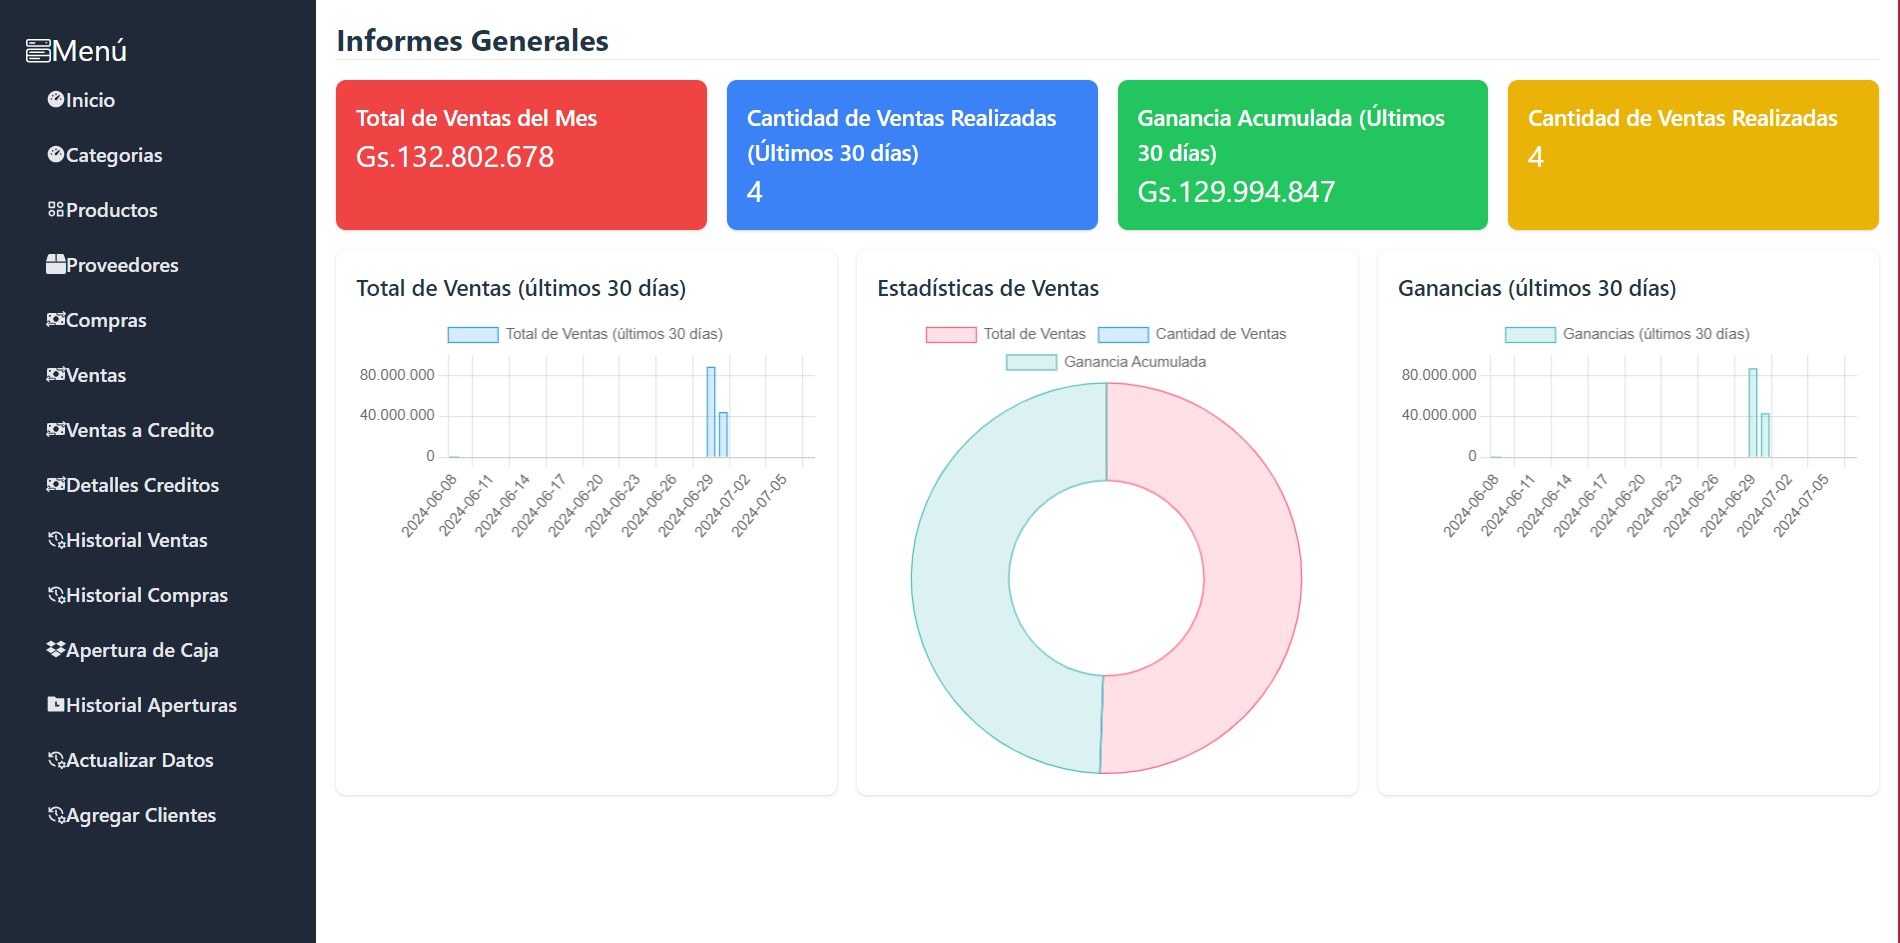 Menú
Inicio
Categorias
Productos
Proveedores
Compras
Ventas
Ventas a Credito
Detalles Creditos
Historial Ventas
Historial Compras
Apertura de Caja
Historial Aperturas
Actualizar Datos
Agregar Clientes
Informes Generales
Total de Ventas del Mes
Gs.132.802.678
Cantidad de Ventas Realizadas
(Últimos 30 días)
4
Ganancia Acumulada (Últimos
30 días)
Gs.129.994.847
Cantidad de Ventas Realizadas
4
Total de Ventas (últimos 30 días)
Total de Ventas (últimos 30 días)
80.000.000
40.000.000
0
2024-06-08
2024-06-11
2024-06-14
2024-06-17
2024-06-20
2024-06-23
2024-06-26
2024-06-29
2024-07-02
2024-07-05
Estadísticas de Ventas
Total de Ventas
Cantidad de Ventas
Ganancia Acumulada
Ganancias (últimos 30 días)
Ganancias (últimos 30 días)
80.000.000
40.000.000
0
2024-06-08
2024-06-11
2024-06-14
2024-06-17
2024-06-20
2024-06-23
2024-06-26
2024-06-29
2024-07-02
2024-07-05